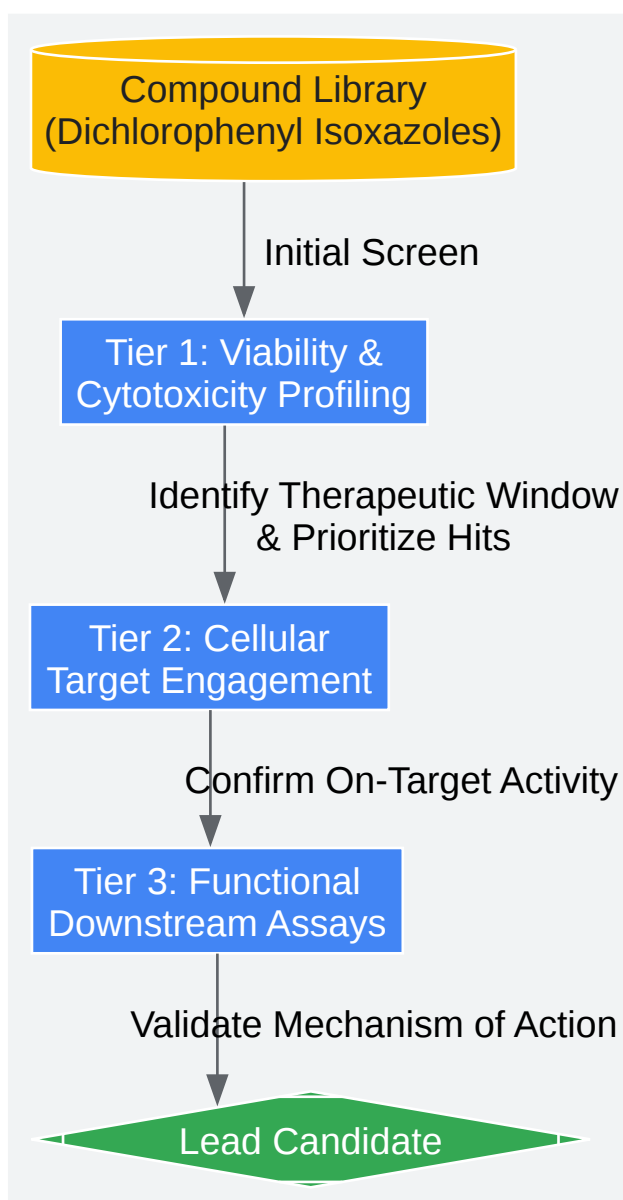 Compound Library
(Dichlorophenyl Isoxazoles)
Initial Screen
Tier 1: Viability &
Cytotoxicity Profiling
Identify Therapeutic Window
& Prioritize Hits
Tier 2: Cellular
Target Engagement
Confirm On-Target Activity
Tier 3: Functional
Downstream Assays
Validate Mechanism of Action
Lead Candidate